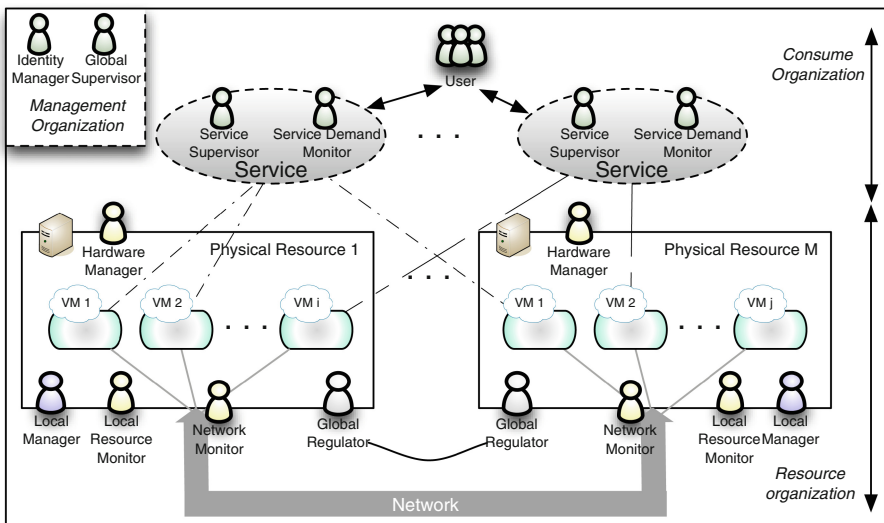 Identity
Manager
Global
Supervisor
Management
Organization
User
Consume
Organization
Service
Supervisor
Service Demand
Monitor
Service
. . .
Service
Supervisor
Service Demand
Monitor
Service
Hardware
Manager
Physical Resource 1
VM 1
VM 2
. . .
VM i
. . .
Hardware
Manager
Physical Resource M
VM 1
VM 2
. . .
VM j
Local
Manager
Local
Resource
Monitor
Network
Monitor
Global
Regulator
Global
Regulator
Network
Monitor
Local
Resource
Monitor
Local
Manager
Resource
organization
Network